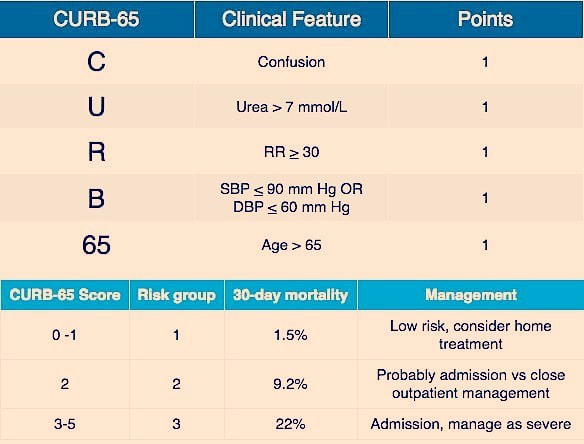 CURB-65 Clinical Feature Points
C Confusion 1
U Urea > 7 mmol/L 1
R RR ≥ 30 1
B SBP ≤ 90 mm Hg OR
DBP ≤ 60 mm Hg 1
65 Age > 65 1
CURB-65 Score Risk group 30-day mortality Management
0 -1 1 1.5% Low risk, consider home
treatment
2 2 9.2% Probably admission vs close
outpatient management
3-5 3 22% Admission, manage as severe